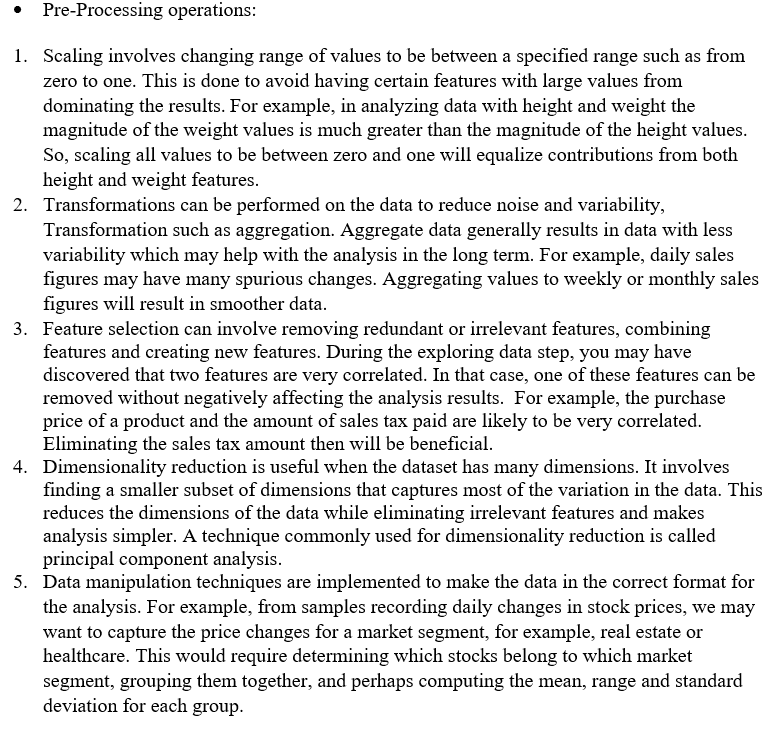 • Pre-Processing operations:
1. Scaling involves changing range of values to be between a specified range such as from
zero to one. This is done to avoid having certain features with large values from
dominating the results. For example, in analyzing data with height and weight the
magnitude of the weight values is much greater than the magnitude of the height values.
So, scaling all values to be between zero and one will equalize contributions from both
height and weight features.
2. Transformations can be performed on the data to reduce noise and variability,
Transformation such as aggregation. Aggregate data generally results in data with less
variability which may help with the analysis in the long term. For example, daily sales
figures may have many spurious changes. Aggregating values to weekly or monthly sales
figures will result in smoother data.
3. Feature selection can involve removing redundant or irrelevant features, combining
features and creating new features. During the exploring data step, you may have
discovered that two features are very correlated. In that case, one of these features can be
removed without negatively affecting the analysis results.  For example, the purchase
price of a product and the amount of sales tax paid are likely to be very correlated.
Eliminating the sales tax amount then will be beneficial.
4. Dimensionality reduction is useful when the dataset has many dimensions. It involves
finding a smaller subset of dimensions that captures most of the variation in the data. This
reduces the dimensions of the data while eliminating irrelevant features and makes
analysis simpler. A technique commonly used for dimensionality reduction is called
principal component analysis.
5. Data manipulation techniques are implemented to make the data in the correct format for
the analysis. For example, from samples recording daily changes in stock prices, we may
want to capture the price changes for a market segment, for example, real estate or
healthcare. This would require determining which stocks belong to which market
segment, grouping them together, and perhaps computing the mean, range and standard
deviation for each group.